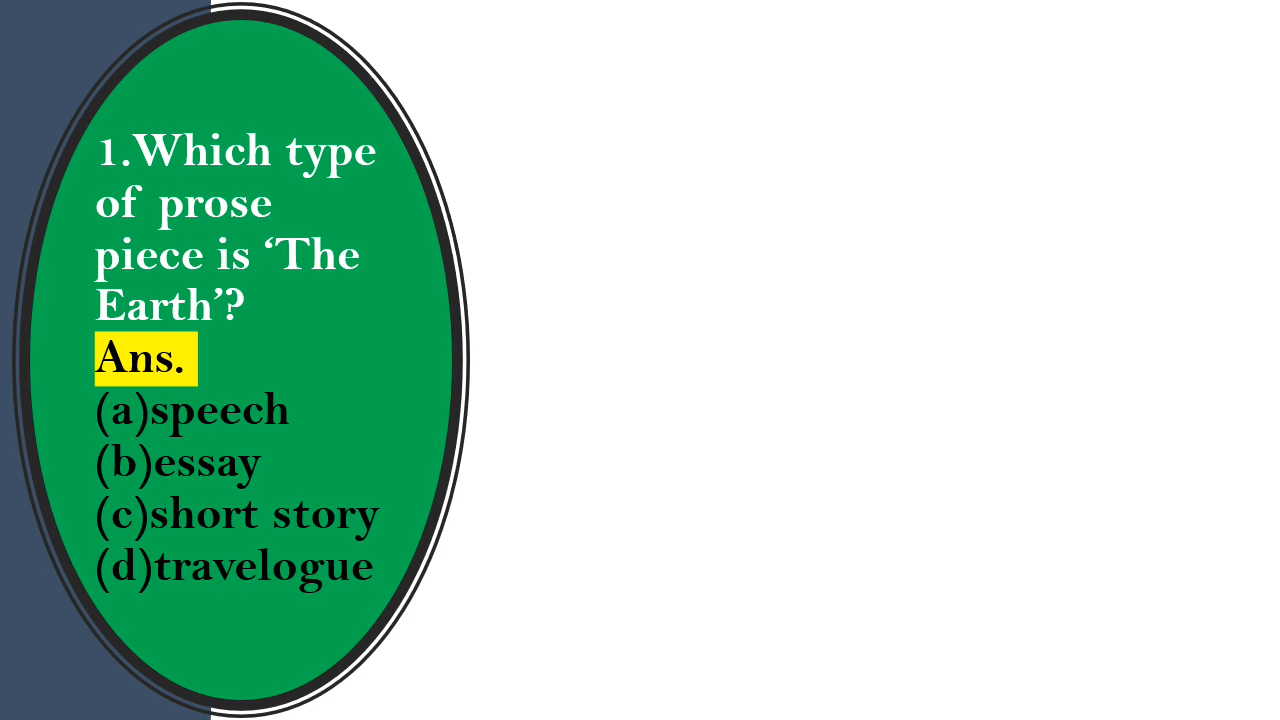 1.Which type
of prose
piece is ‘The
Earth’?
Ans.
(a)speech
(b)essay
(c)short story
(d)travelogue